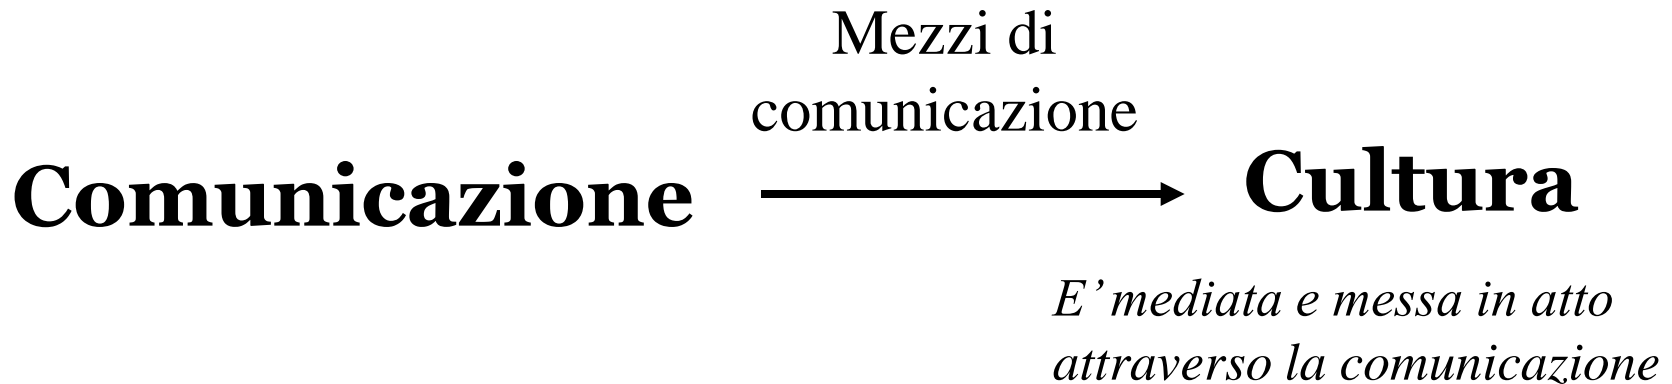 Mezzi di
comunicazione
Comunicazione
Cultura
E’ mediata e messa in atto
attraverso la comunicazione